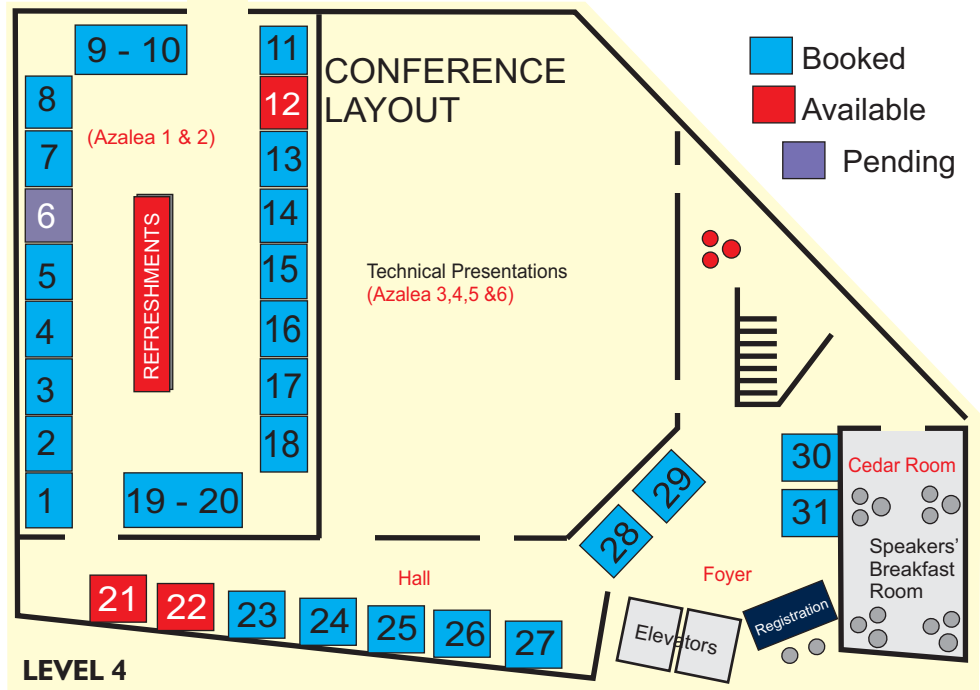 9 - 10
11
CONFERENCE
LAYOUT
Booked
Available
Pending
8
12
(Azalea 1 & 2)
7
13
6
14
REFRESHMENTS
5
15
Technical Presentations
(Azalea 3,4,5 &6)
4
16
3
17
2
18
1
19 - 20
29
28
30
31
Cedar Room
Speakers’
Breakfast
Room
Hall
Foyer
21
22
23
24
25
26
27
Elevators
Registration
LEVEL 4